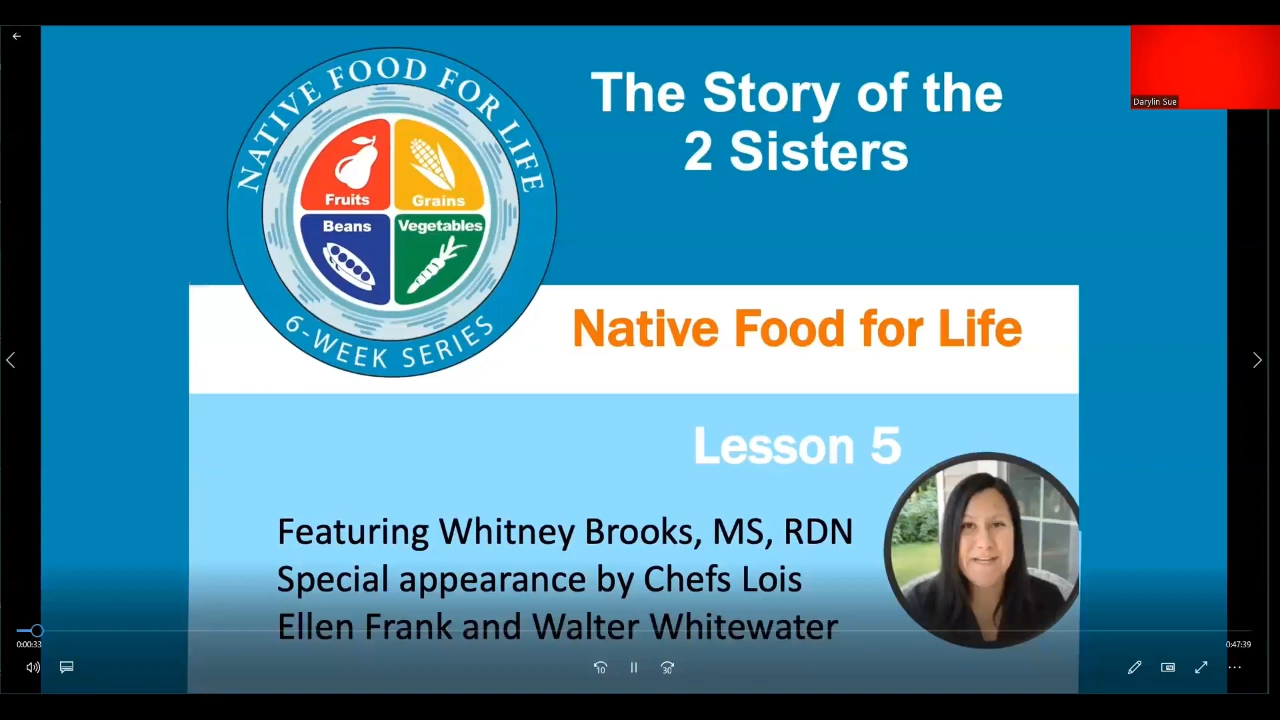 NATIVE FOOD FOR LIFE
Fruits
Grains
Beans
Vegetables
6-WEEK SERIES
The Story of the
2 Sisters
Darylin Sue
Native Food for Life
Lesson 5
Featuring Whitney Brooks, MS, RDN
Special appearance by Chefs Lois
Ellen Frank and Walter Whitewater
0:00:33
0:47:39
10
30